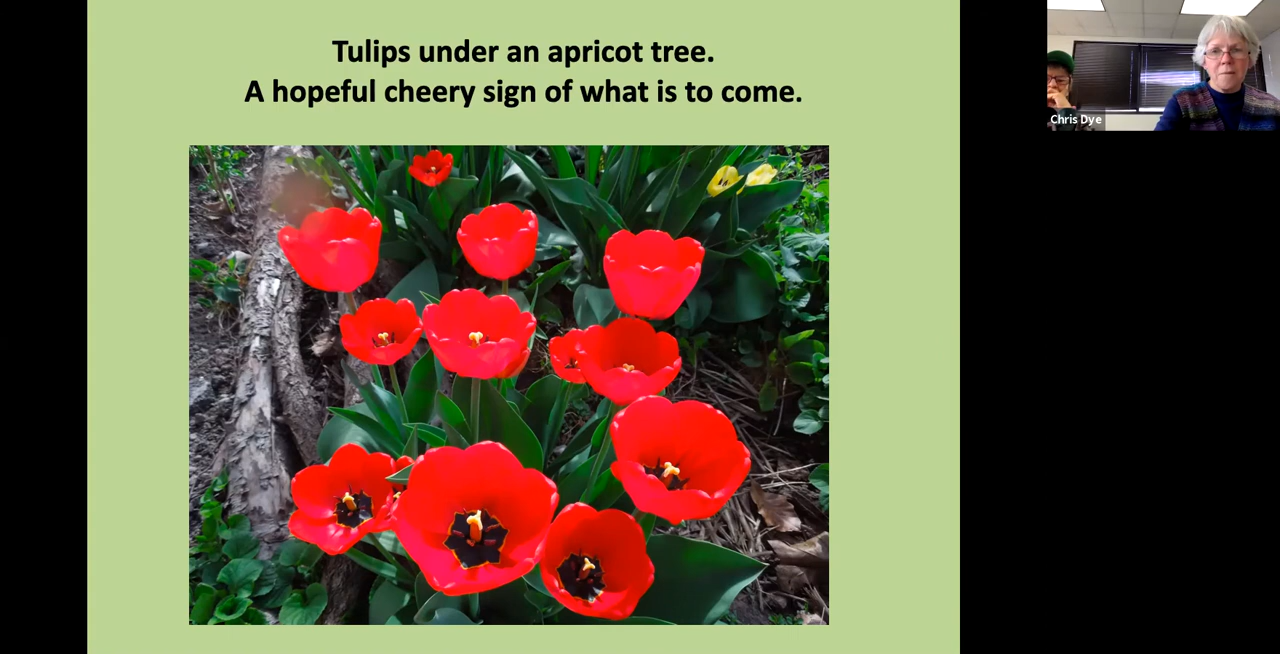 Tulips under an apricot tree.
A hopeful cheery sign of what is to come.
Chris Dye